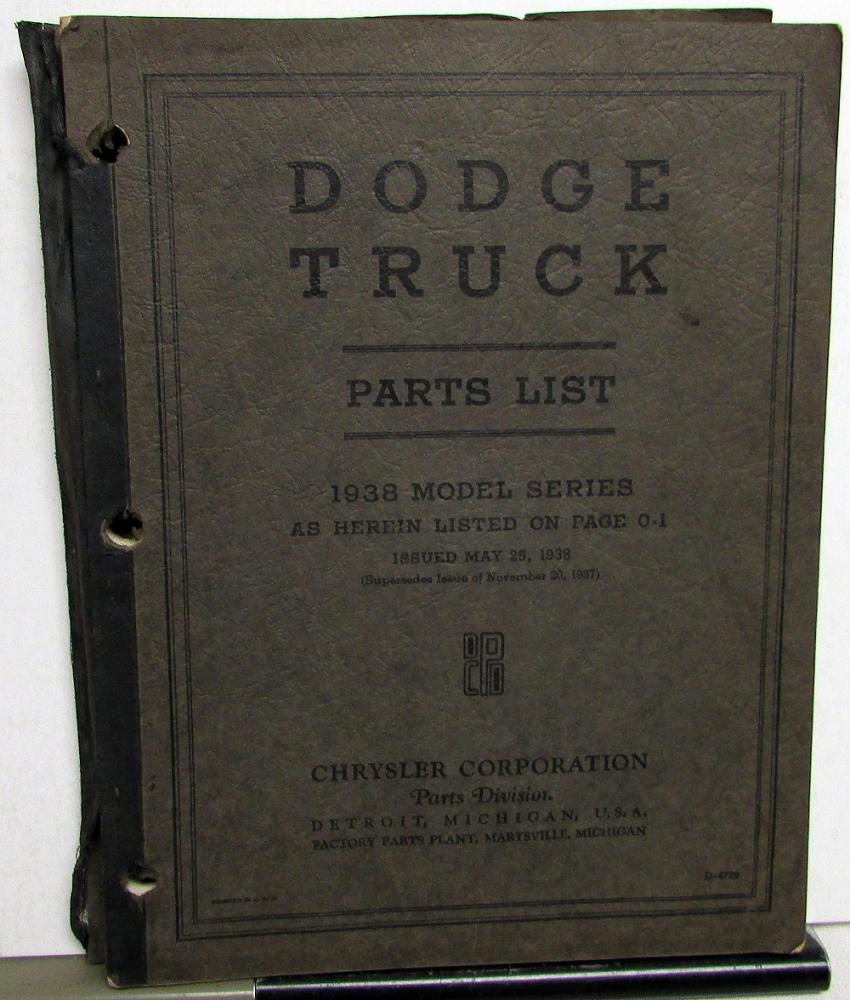 DODGE
TRUCK
PARTS LIST
1938 MODEL SERIES
AS HEREIN LISTED ON PAGE 0-1
ISSUED MAY 25, 1938
(Supersedes Issue of November 20, 1937)
CHRYSLER CORPORATION
Parts Division
DETROIT, MICHIGAN, U.S.A.
FACTORY PARTS PLANT, MARYSVILLE, MICHIGAN
D-4729